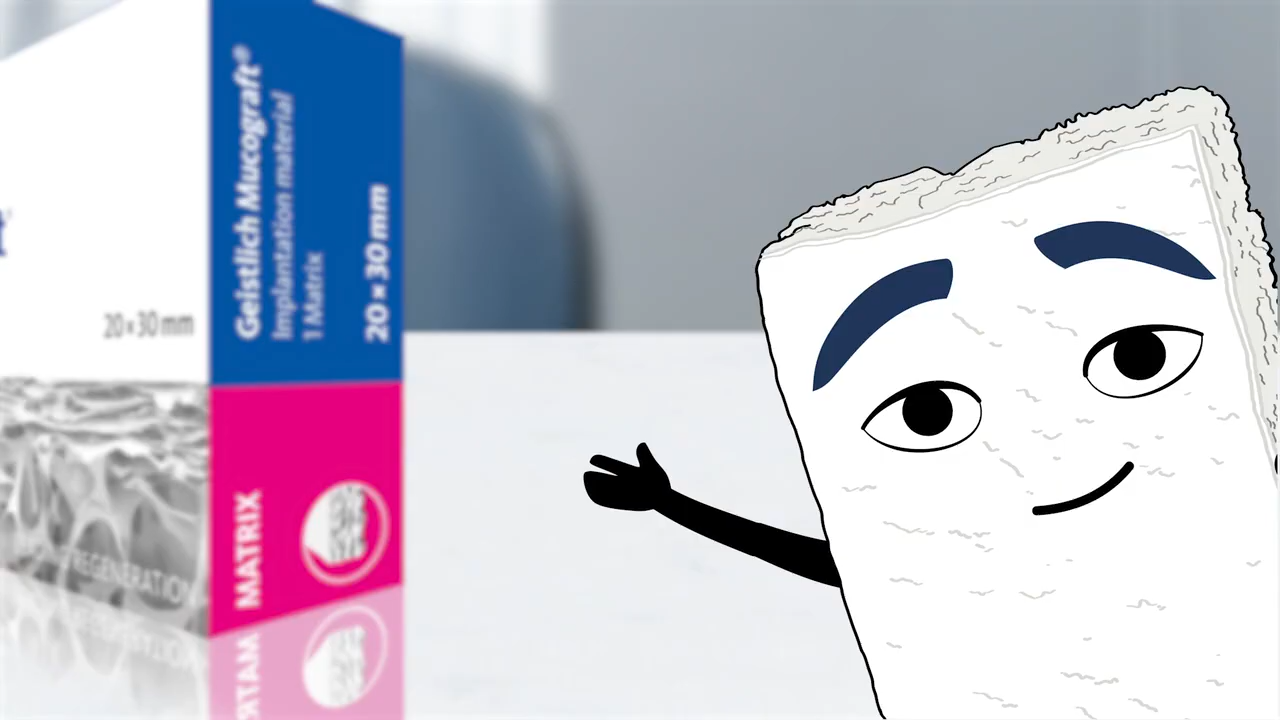 20×30 mm
REGENERATION
Geistlich Mucograft®
Implantation material
1 Matrix
20×30 mm
MATRIX